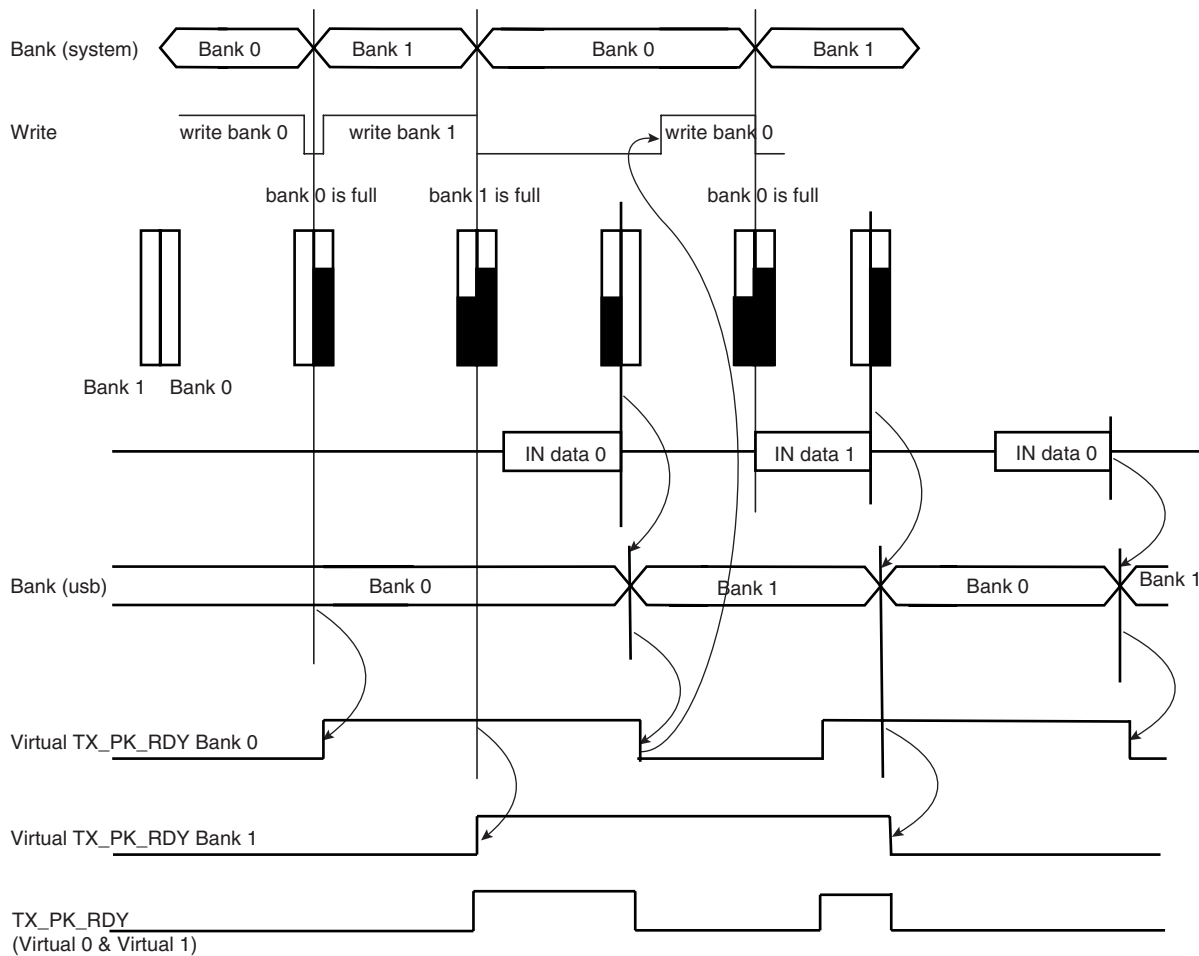 Bank (system) Bank 0 Bank 1 Bank 0 Bank 1
Write write bank 0 write bank 1 write bank 0
bank 0 is full bank 1 is full bank 0 is full
Bank 1 Bank 0
IN data 0 IN data 1 IN data 0
Bank (usb) Bank 0 Bank 1 Bank 0 Bank 1
Virtual TX_PK_RDY Bank 0
Virtual TX_PK_RDY Bank 1
TX_PK_RDY
(Virtual 0 & Virtual 1)